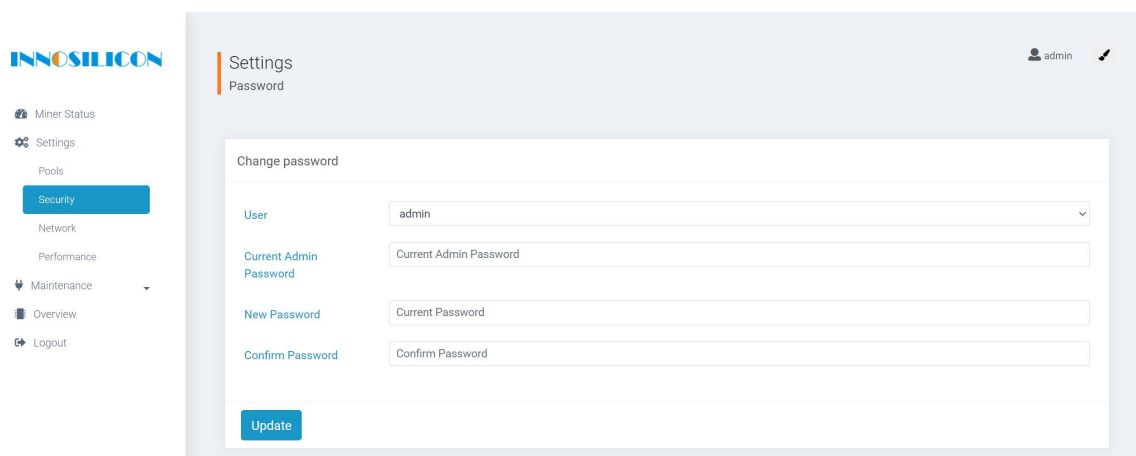 INNOSILICON
Miner Status
Settings
Pools
Security
Network
Performance
Maintenance
Overview
Logout
Settings
Password
admin
Change password
User
admin
Current Admin
Password
Current Admin Password
New Password
Current Password
Confirm Password
Confirm Password
Update